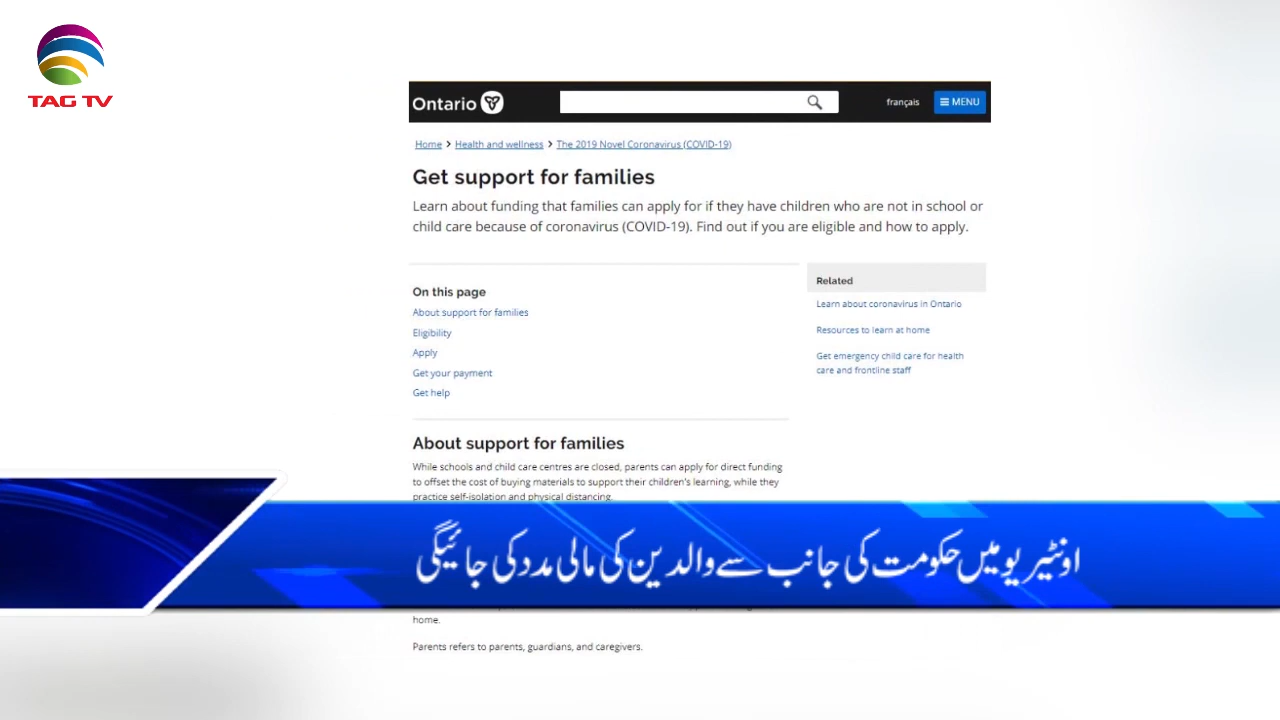 TAG TV
Ontario
français
MENU
Home > Health and wellness > The 2019 Novel Coronavirus (COVID-19)
Get support for families
Learn about funding that families can apply for if they have children who are not in school or
child care because of coronavirus (COVID-19). Find out if you are eligible and how to apply.
On this page
About support for families
Eligibility
Apply
Get your payment
Get help
Related
Learn about coronavirus in Ontario
Resources to learn at home
Get emergency child care for health
care and frontline staff
About support for families
While schools and child care centres are closed, parents can apply for direct funding
to offset the cost of buying materials to support their children's learning, while they
practice self-isolation and physical distancing.
اونٹیریو میں حکومت کی جانب سے والدین کی مالی مدد کی جائیگی
home.
Parents refers to parents, guardians, and caregivers.